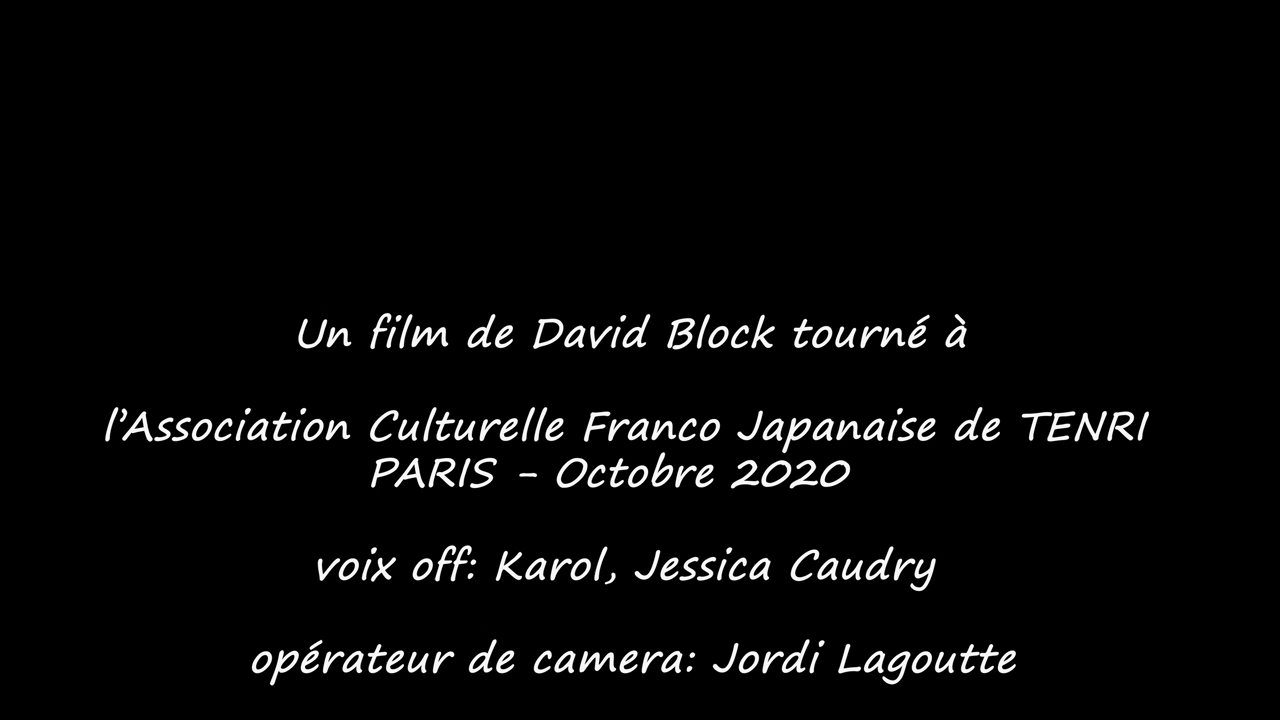 Un film de David Block tourné à
l'Association Culturelle Franco Japanaise de TENRI
PARIS - Octobre 2020
voix off: Karol, Jessica Caudry
opérateur de camera: Jordi Lagoutte